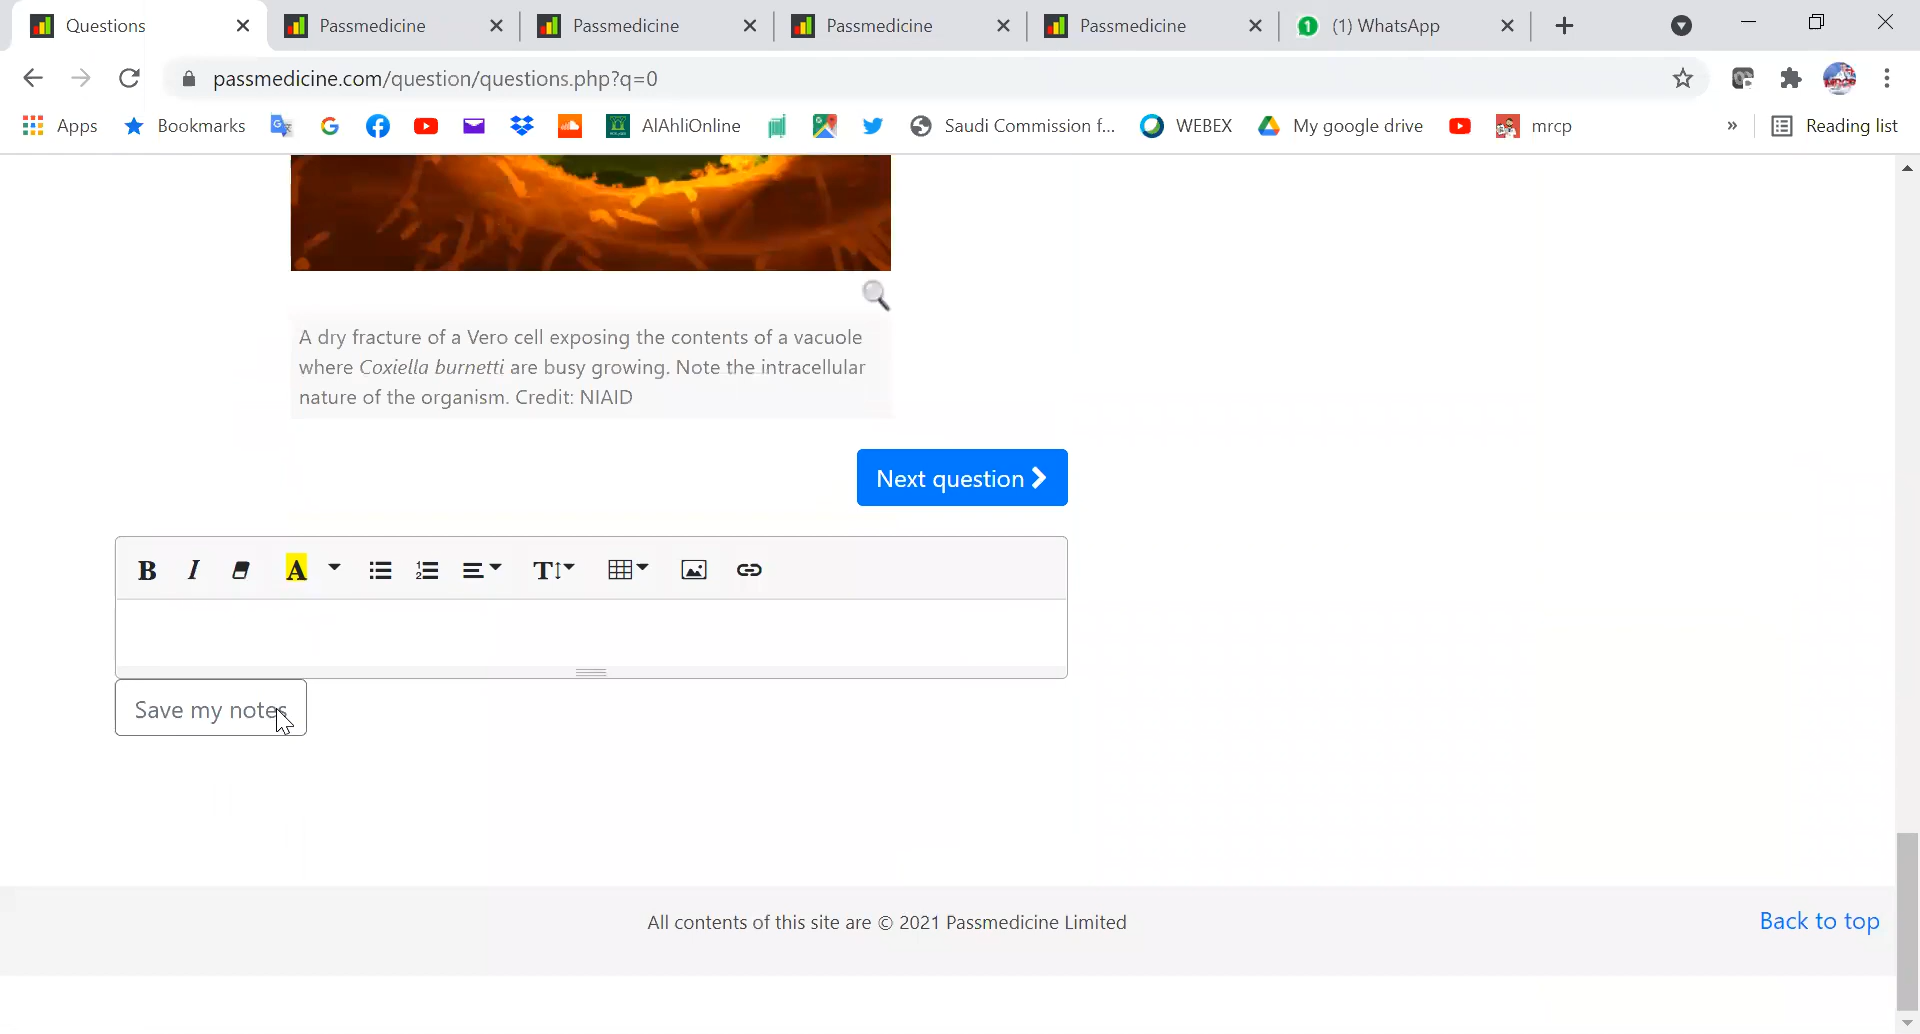 Questions
Passmedicine
Passmedicine
Passmedicine
Passmedicine
1 (1) WhatsApp
passmedicine.com/question/questions.php?q=0
Apps
Bookmarks
AlAhliOnline
Saudi Commission f...
WEBEX
My google drive
mrcp
»
Reading list
A dry fracture of a Vero cell exposing the contents of a vacuole
where Coxiella burnetti are busy growing. Note the intracellular
nature of the organism. Credit: NIAID
Next question
B I A T
Save my notes
All contents of this site are © 2021 Passmedicine Limited
Back to top